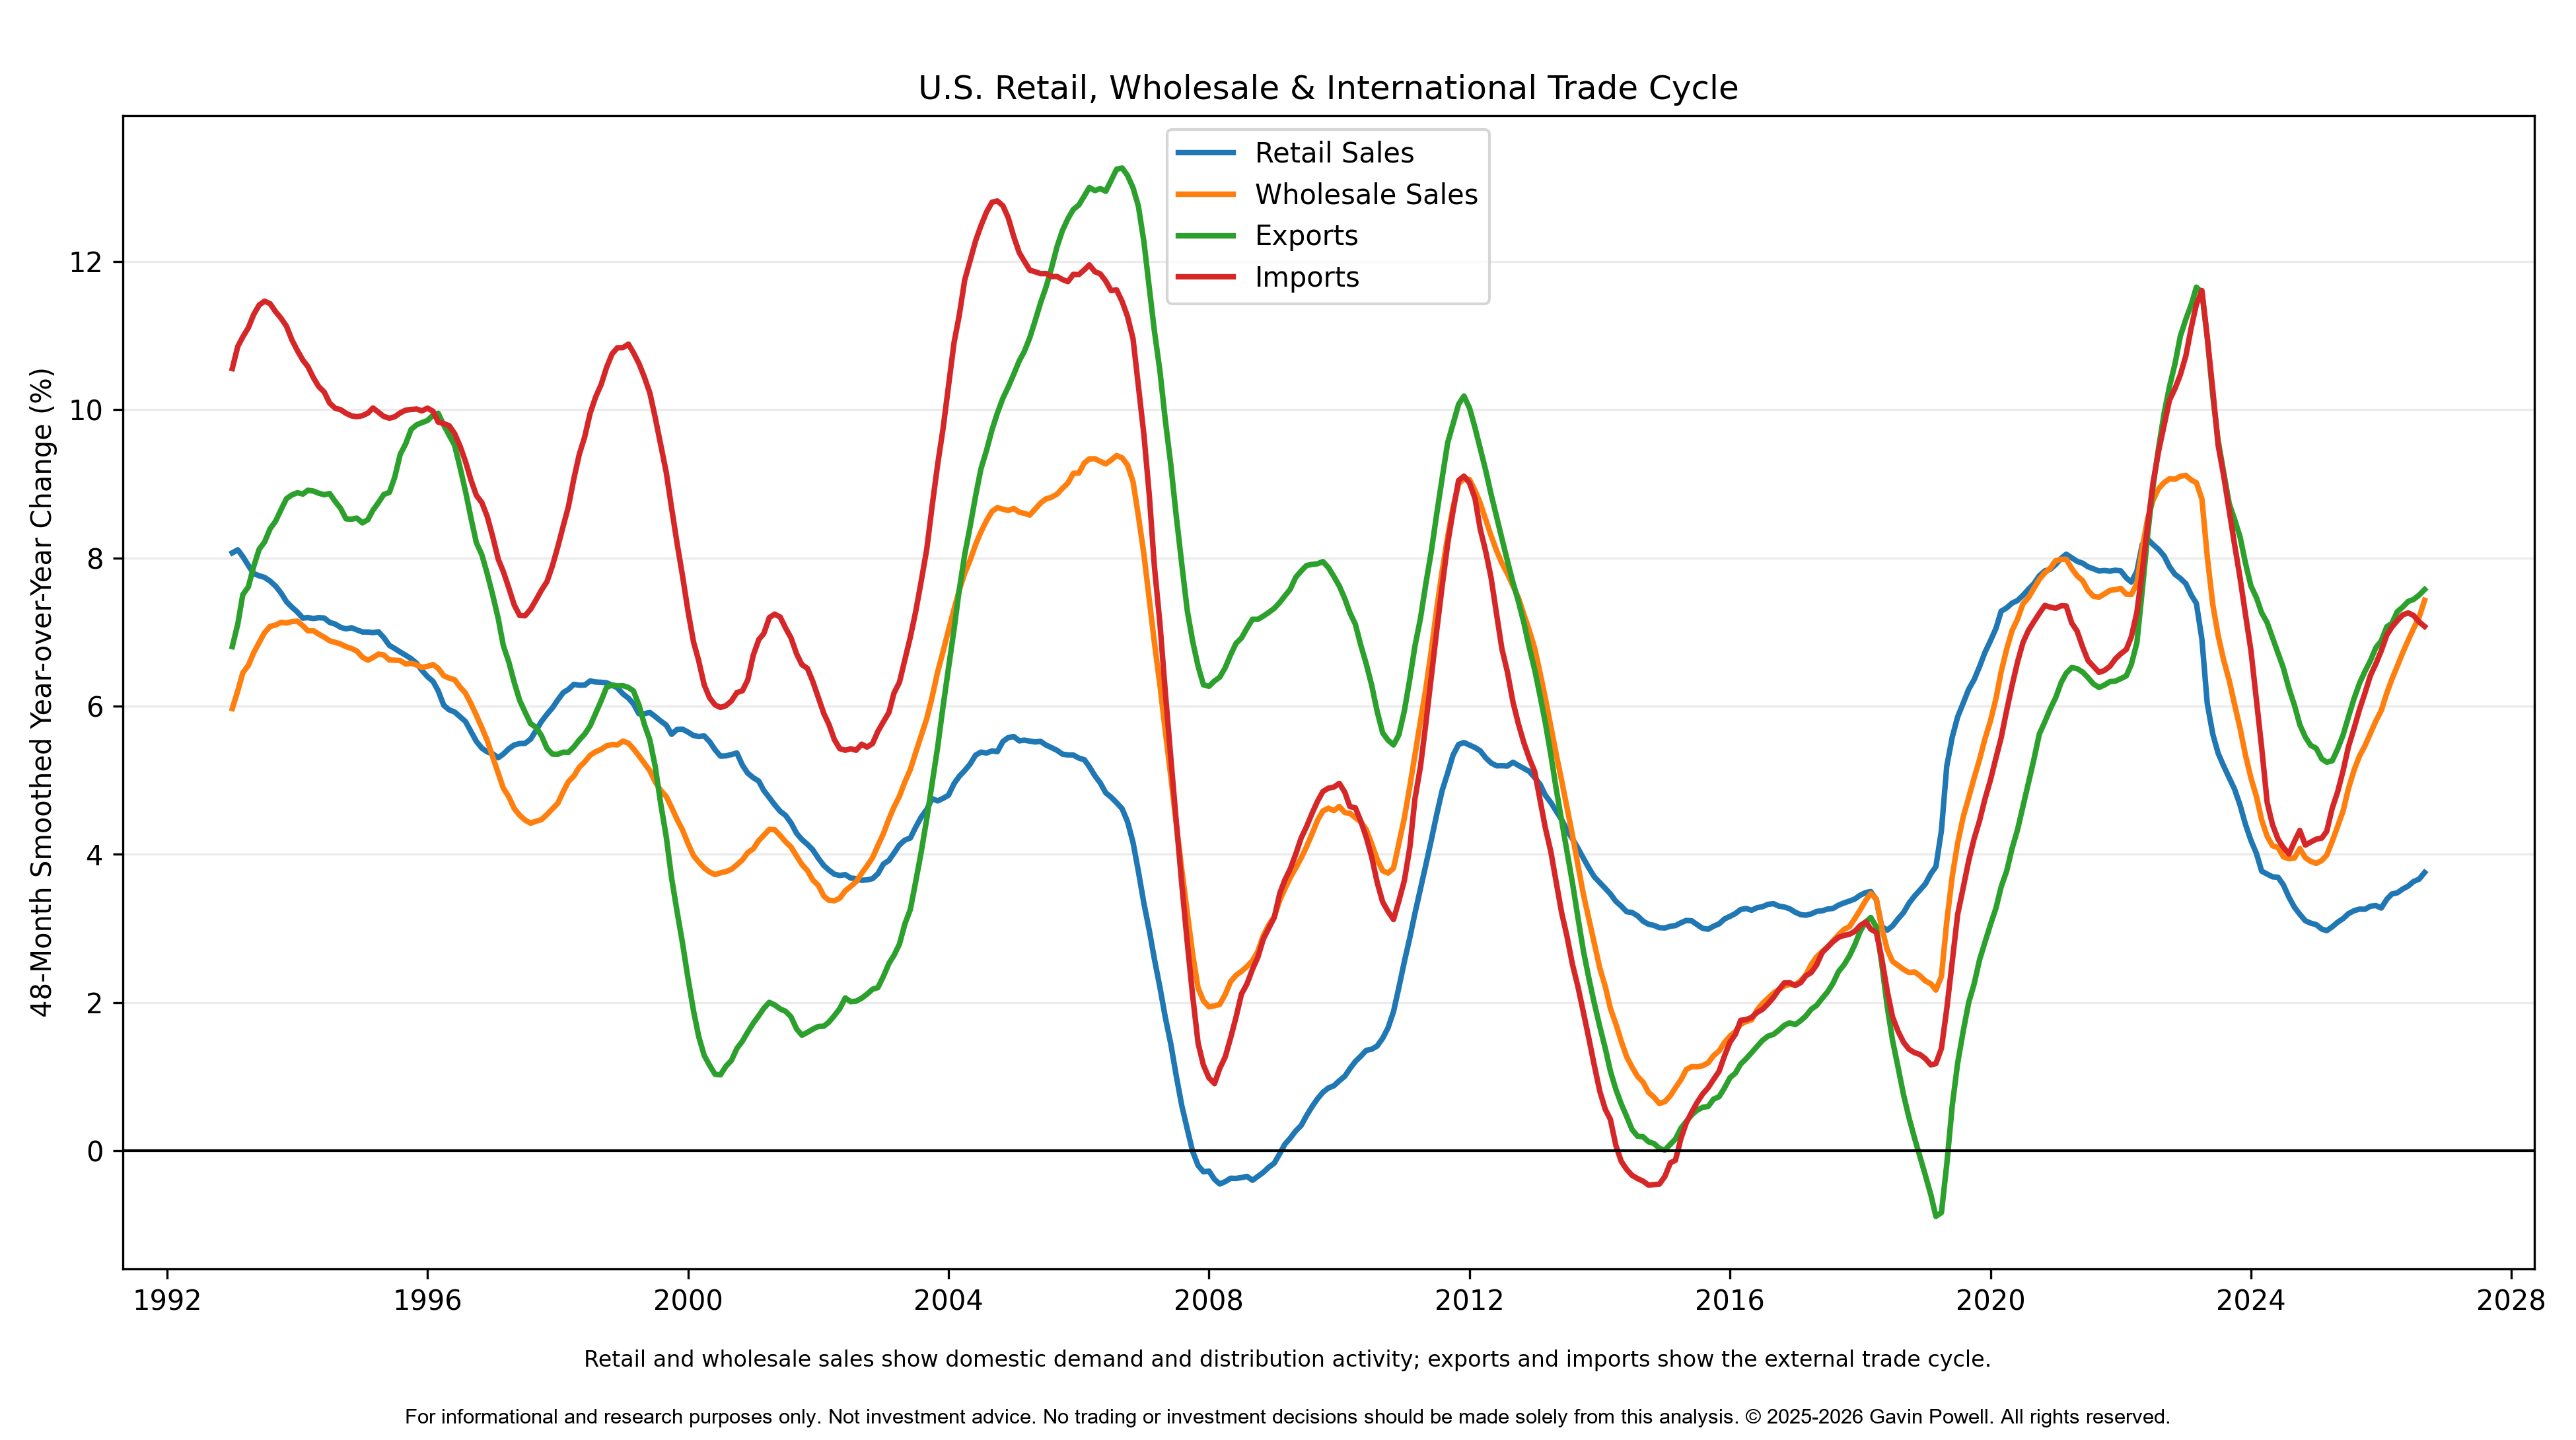 U.S. Retail, Wholesale & International Trade Cycle
Retail Sales
Wholesale Sales
Exports
Imports
48-Month Smoothed Year-over-Year Change (%)
12
10
8
6
4
2
0
1992 1996 2000 2004 2008 2012 2016 2020 2024 2028
Retail and wholesale sales show domestic demand and distribution activity; exports and imports show the external trade cycle.
For informational and research purposes only. Not investment advice. No trading or investment decisions should be made solely from this analysis. © 2025-2026 Gavin Powell. All rights reserved.